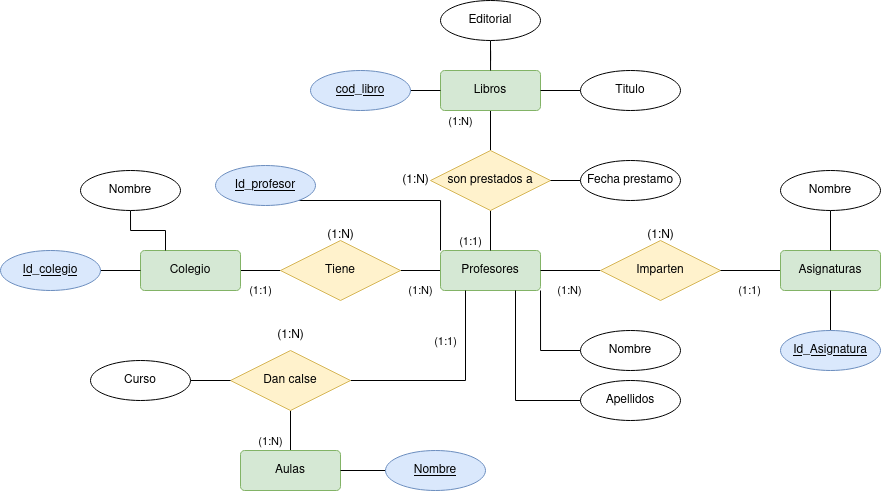 Editorial
cod_libro
Libros
Titulo
(1:N)
(1:N)
son prestados a
Fecha prestamo
Id_profesor
Nombre
Nombre
(1:N)
(1:1)
(1:N)
Id_colegio
Colegio
Tiene
Profesores
Imparten
Asignaturas
(1:1)
(1:N)
(1:N)
(1:1)
(1:N)
(1:1)
Nombre
Id_Asignatura
Curso
Dan calse
Apellidos
(1:N)
Aulas
Nombre